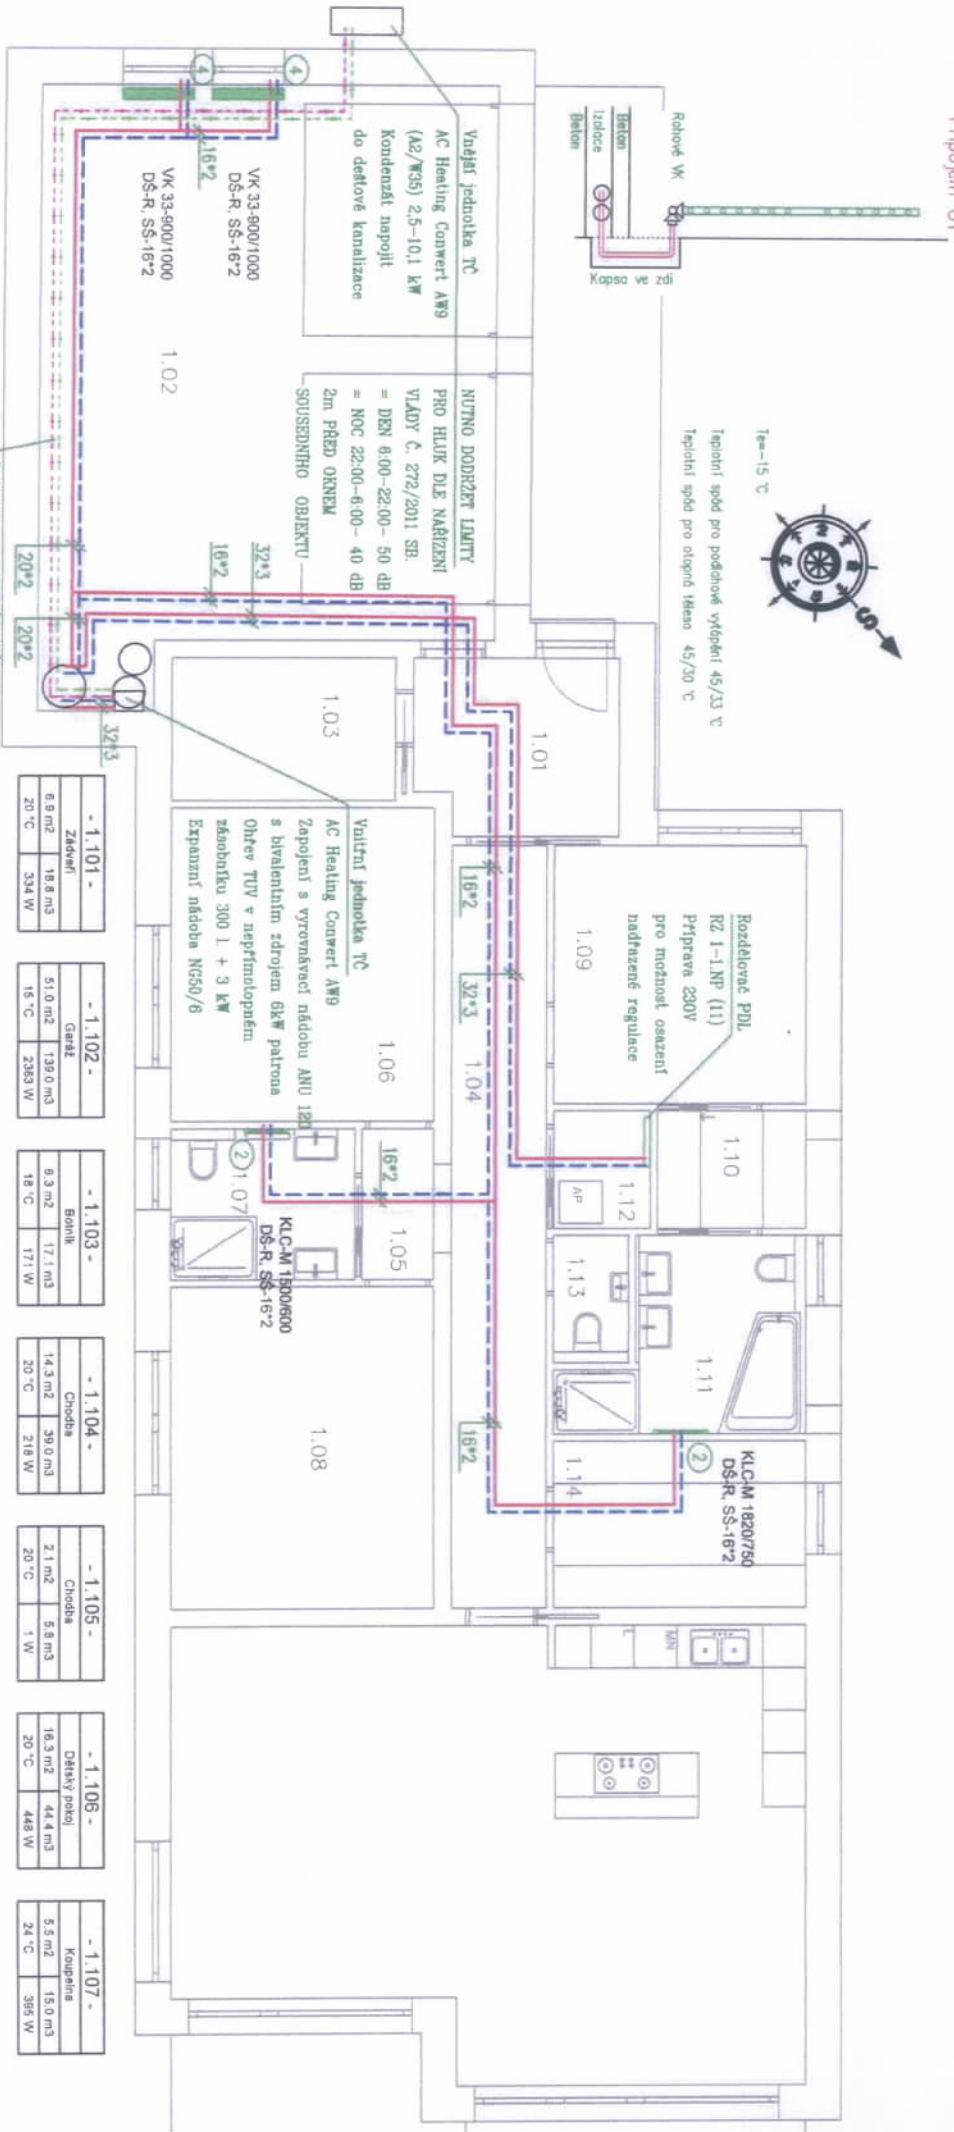 Rohové VK
Beton
Izolace
Beton
Kapsa ve zdi
Te=-15 °C
Teplotní spád pro podlahové vytápění 45/33 °C
Teplotní spád pro otopná tělesa 45/30 °C
S
Vnější jednotka TČ
AC Heating Convert AW9
(A2/W35) 2,5-10,1 kW
Kondenzát napojit
do dešťové kanalizace
NUTNO DODRŽET LIMITY
PRO HLUK DLE NAŘÍZENÍ
VLÁDY Č. 272/2011 SB.
= DEN 6:00-22:00- 50 dB
= NOC 22:00-6:00- 40 dB
2m PŘED OKNEM
SOUSEDNÍHO OBJEKTU
4
4
16*2
VK 33-900/1000
DŠ-R, SŠ-16*2
VK 33-900/1000
DŠ-R, SŠ-16*2
1.02
32*3
16*2
20*2
20*2
32*3
1.03
1.01
Vnitřní jednotka TČ
AC Heating Convert AW9
Zapojení s vyrovnávací nádobu ANU 120
s bivalentním zdrojem 6kW patrona
Ohřev TUV v nepřímotopném
zásobníku 300 l + 3 kW
Expanzní nádoba NG50/6
Rozdělovač PDL
RZ 1-1.NP (11)
Příprava 230V
pro možnost osazení
nadřazené regulace
16*2
32*3
1.09
1.04
1.06
1.10
1.12
AP
16*2
1.05
2
1.07
KLC-M 1500/600
DŠ-R, SŠ-16*2
1.13
1.11
1.08
16*2
1.14
2
KLC-M 1820/750
DŠ-R, SŠ-16*2
MN
L
- 1.101 -
Zádveří
6.9 m2 18.8 m3
20 °C 334 W
- 1.102 -
Garáž
51.0 m2 139.0 m3
15 °C 2363 W
- 1.103 -
Botník
6.3 m2 17.1 m3
18 °C 171 W
- 1.104 -
Chodba
14.3 m2 39.0 m3
20 °C 218 W
- 1.105 -
Chodba
2.1 m2 5.8 m3
20 °C 1 W
- 1.106 -
Dětský pokoj
16.3 m2 44.4 m3
20 °C 448 W
- 1.107 -
Koupelna
5.5 m2 15.0 m3
24 °C 395 W